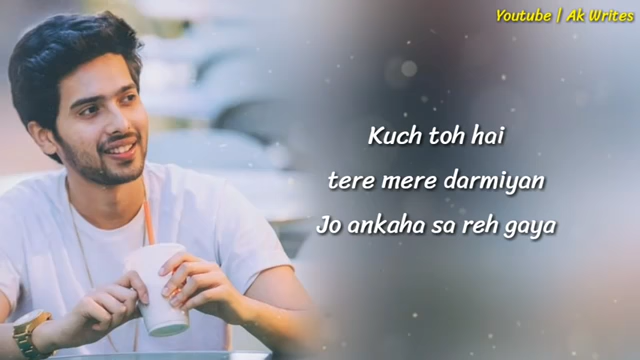 Youtube | Ak Writes
Kuch toh hai
tere mere darmiyan
Jo ankaha sa reh gaya